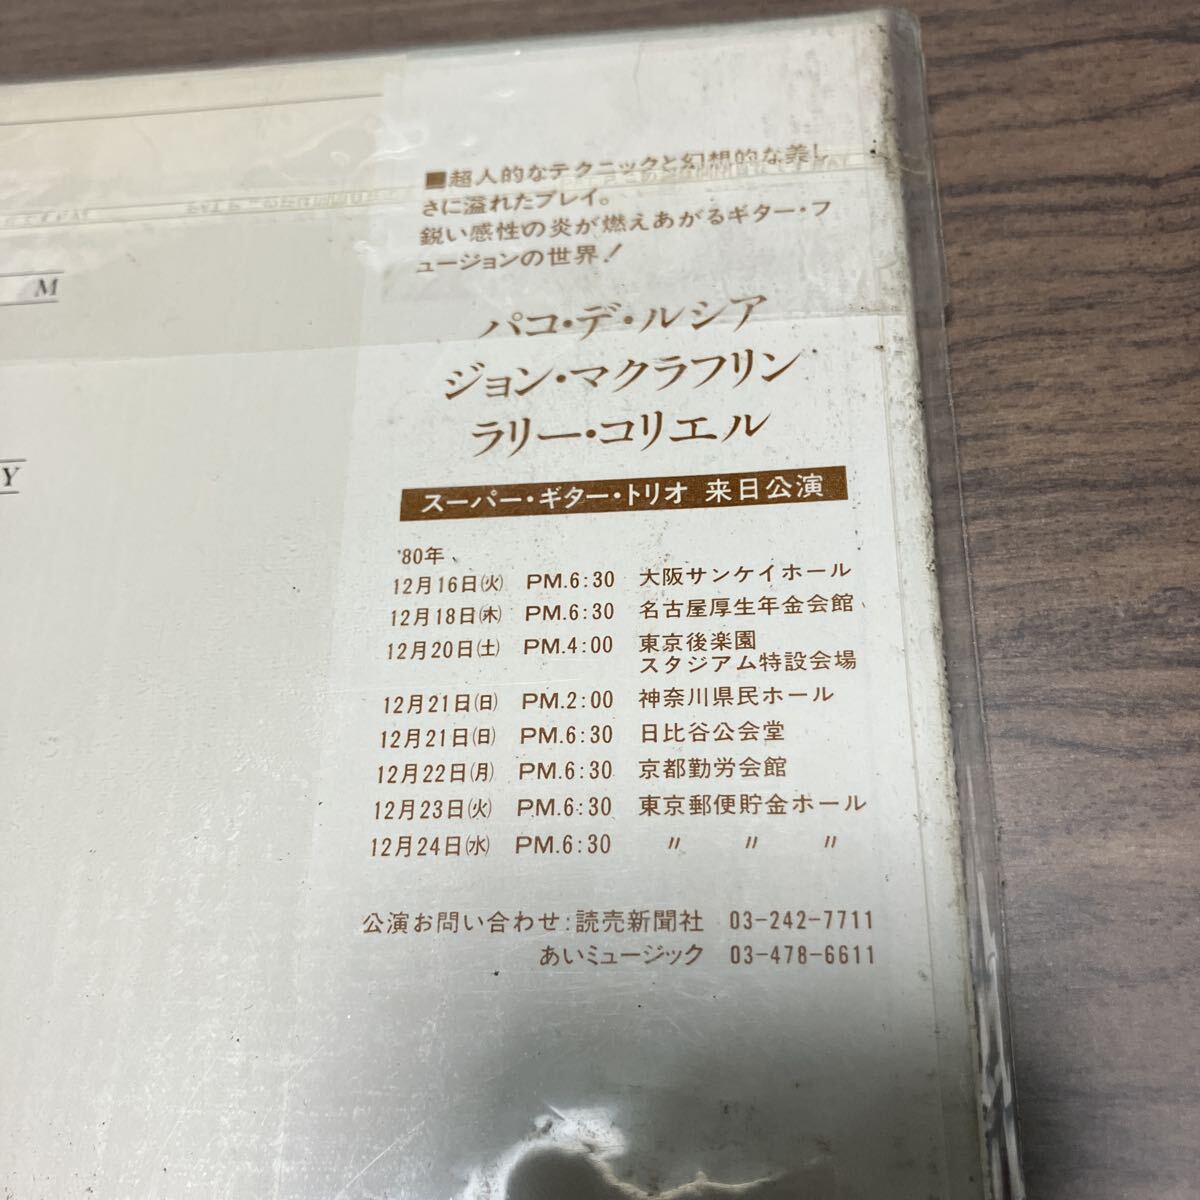 ■超人的なテクニックと幻想的な美し
さに溢れたプレイ。
鋭い感性の炎が燃えあがるギター・フ
ュージョンの世界！
M
パコ・デ・ルシア
ジョン・マクラフリン
ラリー・コリエル
Y
スーパー・ギター・トリオ 来日公演
'80年
12月16日(火) PM.6:30 大阪サンケイホール
12月18日(木) PM.6:30 名古屋厚生年金会館
12月20日(土) PM.4:00 東京後楽園
スタジアム特設会場
12月21日(日) PM.2:00 神奈川県民ホール
12月21日(日) PM.6:30 日比谷公会堂
12月22日(月) PM.6:30 京都勤労会館
12月23日(火) PM.6:30 東京郵便貯金ホール
12月24日(水) PM.6:30 〃 〃 〃
公演お問い合わせ：読売新聞社 03-242-7711
あいミュージック 03-478-6611